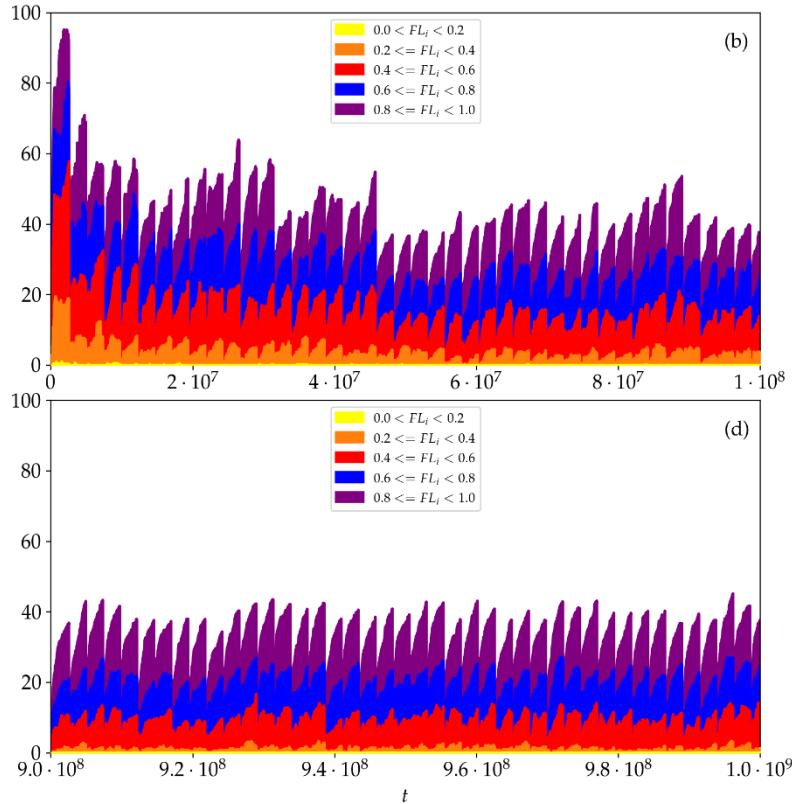 100
80
60
40
20
0
(b)
0.0 < FL_i < 0.2
0.2 <= FL_i < 0.4
0.4 <= FL_i < 0.6
0.6 <= FL_i < 0.8
0.8 <= FL_i < 1.0
0 2 · 10^7 4 · 10^7 6 · 10^7 8 · 10^7 1 · 10^8
100
80
60
40
20
0
(d)
0.0 < FL_i < 0.2
0.2 <= FL_i < 0.4
0.4 <= FL_i < 0.6
0.6 <= FL_i < 0.8
0.8 <= FL_i < 1.0
9.0 · 10^8 9.2 · 10^8 9.4 · 10^8 9.6 · 10^8 9.8 · 10^8 1.0 · 10^9
t